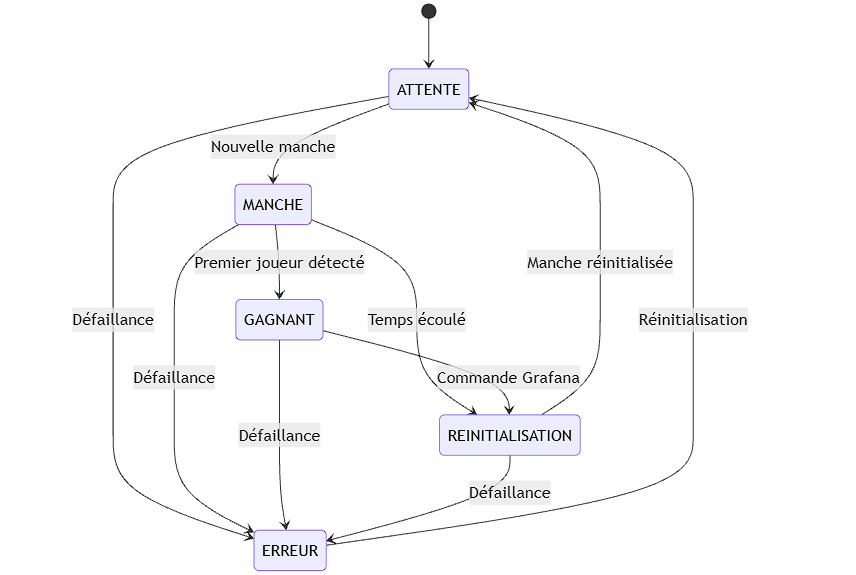 ATTENTE
Nouvelle manche
MANCHE
Premier joueur détecté
Manche réinitialisée
Défaillance
GAGNANT
Temps écoulé
Réinitialisation
Défaillance
Commande Grafana
Défaillance
REINITIALISATION
Défaillance
ERREUR